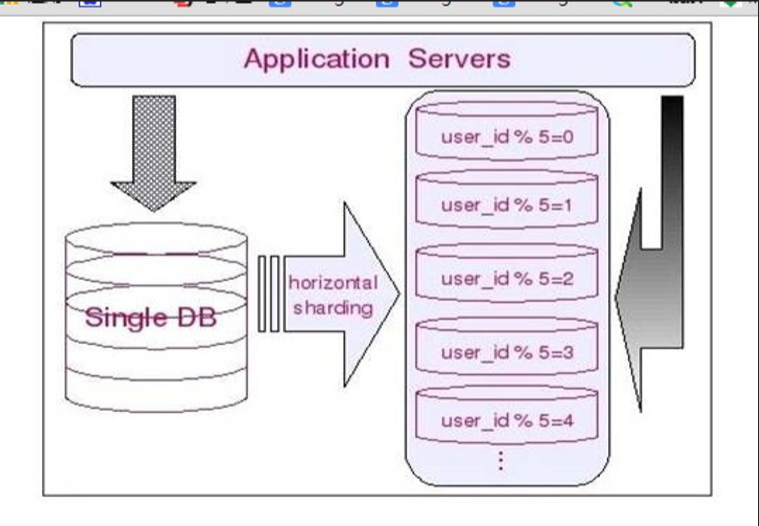 Application Servers
user_id % 5=0
user_id % 5=1
user_id % 5=2
user_id % 5=3
user_id % 5=4
Single DB
horizontal
sharding